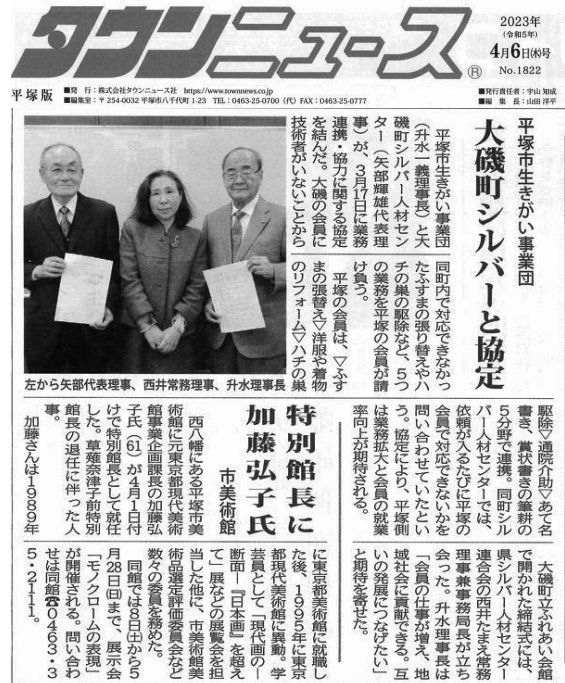 タウンニュース®
2023年
(令和5年)
4月6日(木)号
No.1822
平塚版
■発 行：株式会社タウンニュース社 https://www.townnews.co.jp
■編集室：〒254-0032 平塚市八千代町1-23 TEL：0463-25-0700（代）FAX：0463-25-0777
■発行責任者：宇山 知成
■編 集 長：山田 洋平
平塚市生きがい事業団
大磯町シルバーと協定
平塚市生きがい事業団
（升水一義理事長）と大
磯町シルバー人材セン
ター（矢部輝雄代表理
事）が、3月17日に業務
連携・協力に関する協定
を結んだ。大磯の会員に
技術者がいないことから
同町内で対応できなかっ
たふすまの張り替えやハ
チの巣の駆除など、5つ
の業務を平塚の会員が請
け負う。
平塚の会員は、▽ふす
まの張替え▽洋服や着物
のリフォーム▽ハチの巣
左から矢部代表理事、西井常務理事、升水理事長
駆除▽通院介助▽あて名
書き、賞状書きの筆耕の
5分野で連携。同町シル
バー人材センターでは、
依頼が入るたびに平塚の
会員で対応できないかを
問い合わせていたとい
う。協定により、平塚側
は業務拡大と会員の就業
率向上が期待される。
大磯町立ふれあい会館
で開かれた締結式には、
県シルバー人材センター
連合会の西井たまえ常務
理事兼事務局長が立ち
会った。升水理事長は
「会員の仕事が増え、地
域社会に貢献できる。互
いの発展につなげたい」
と期待を寄せた。
特別館長に
加藤弘子氏
市美術館
西八幡にある平塚市美
術館に元東京都現代美術
館事業企画課長の加藤弘
子氏（61）が4月1日付
けで特別館長として就任
した。草薙奈津子前特別
館長の退任に伴った人
事。
加藤さんは1989年
に東京都美術館に就職し
た後、1995年に東京
都現代美術館に異動。学
芸員として「現代画の一
断面－『日本画』を超え
て」展などの展覧会を担
当した他に、市美術館美
術品選定評価委員会など
数々の委員を務めた。
同館では8日（土）から5
月28日（日）まで、展示会
「モノクロームの表現」
が開催される。問い合わ
せは同館☎0463・3
5・2111。